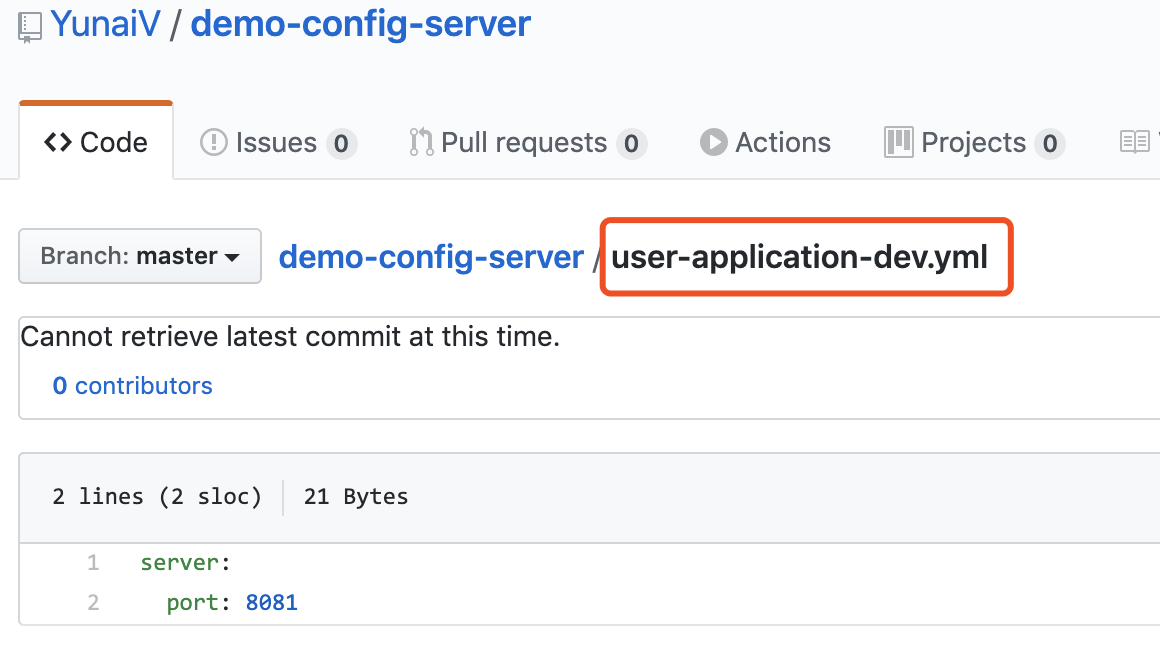 YunaiV / demo-config-server
Code Issues 0 Pull requests 0 Actions Projects 0
Branch: master demo-config-server / user-application-dev.yml
Cannot retrieve latest commit at this time.
0 contributors
2 lines (2 sloc) 21 Bytes
1 server:
2 port: 8081